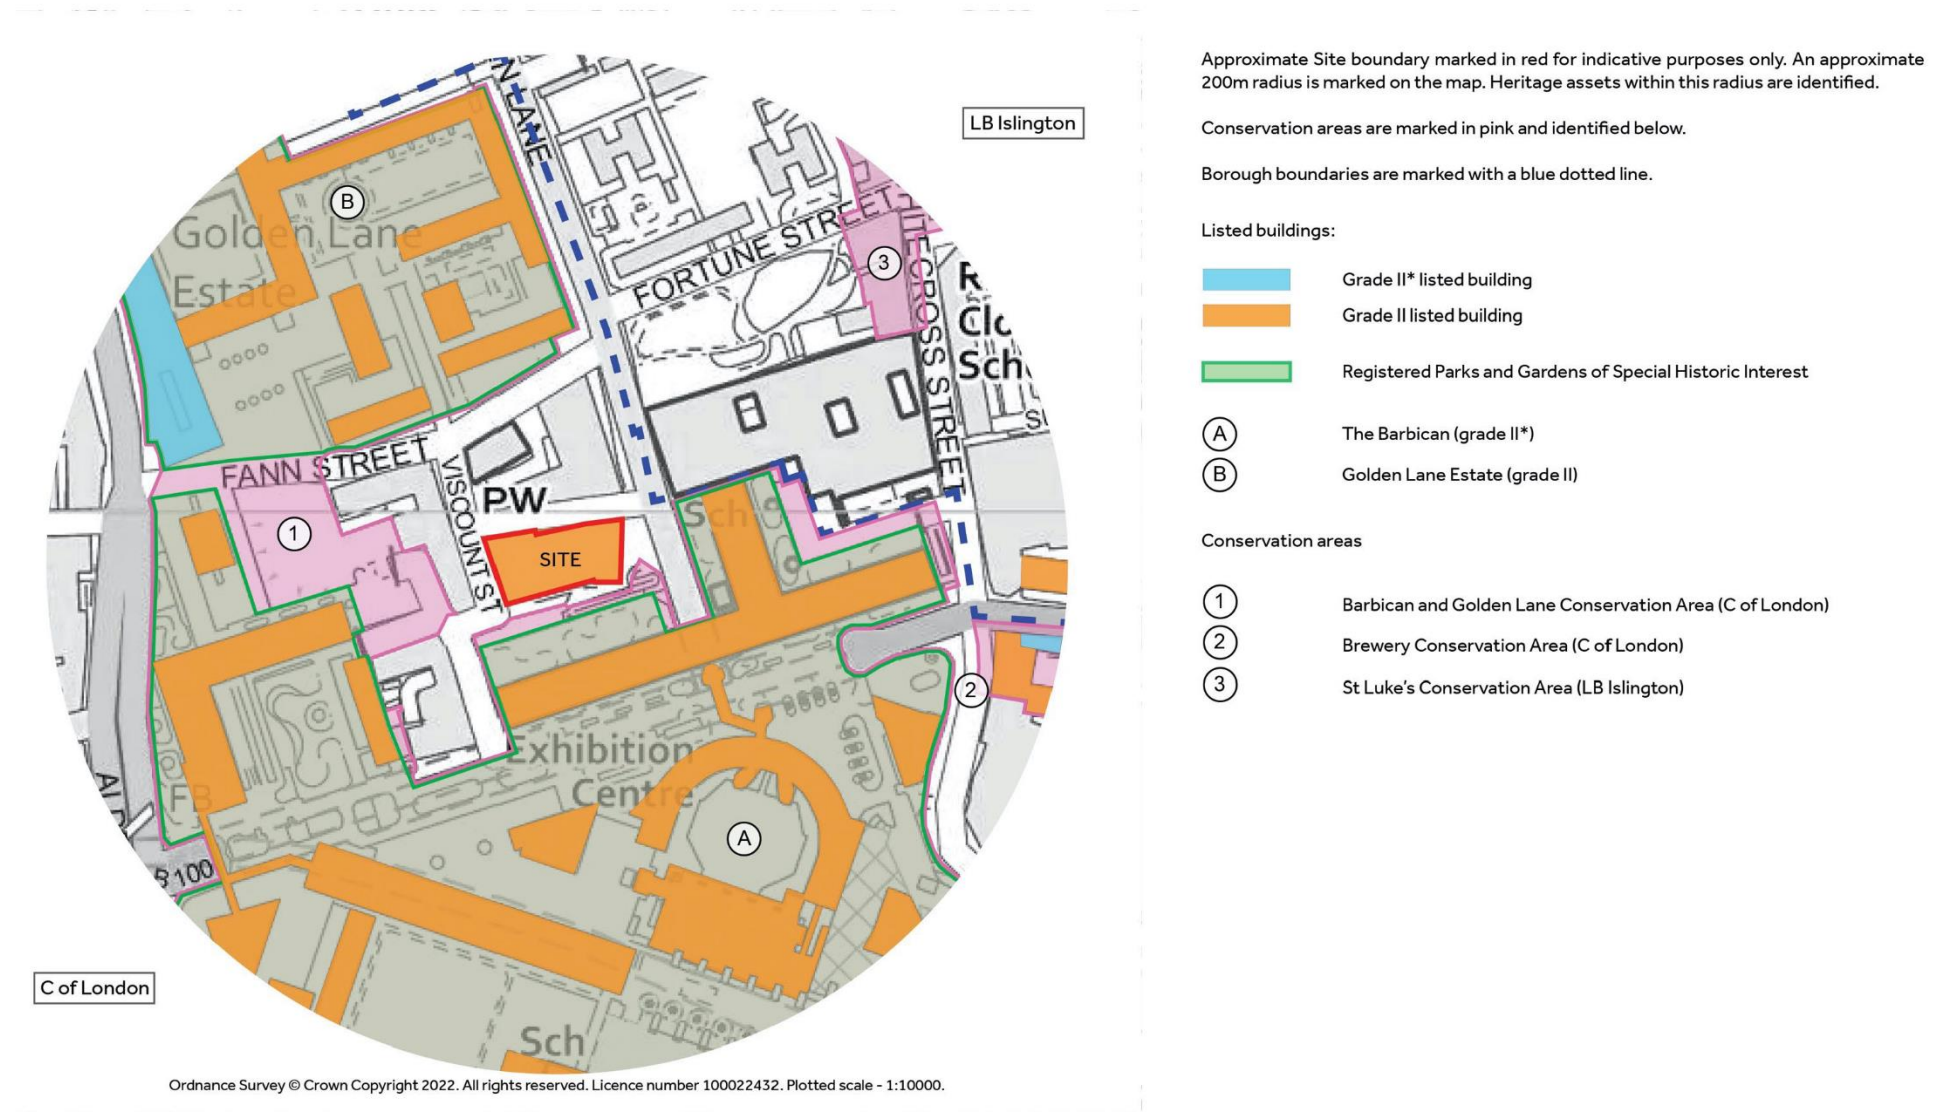 N LANE
LB Islington
B
Golden Lane
Estate
FORTUNE STREET
3
FANN STREET
VISCOUNT ST
PW
Sch
1
SITE
2
Exhibition
Centre
FB
A
100
C of London
Sch
Ordnance Survey © Crown Copyright 2022. All rights reserved. Licence number 100022432. Plotted scale - 1:10000.
Approximate Site boundary marked in red for indicative purposes only. An approximate
200m radius is marked on the map. Heritage assets within this radius are identified.
Conservation areas are marked in pink and identified below.
Borough boundaries are marked with a blue dotted line.
Listed buildings:
Grade II* listed building
Grade II listed building
Registered Parks and Gardens of Special Historic Interest
A The Barbican (grade II*)
B Golden Lane Estate (grade II)
Conservation areas
1 Barbican and Golden Lane Conservation Area (C of London)
2 Brewery Conservation Area (C of London)
3 St Luke's Conservation Area (LB Islington)